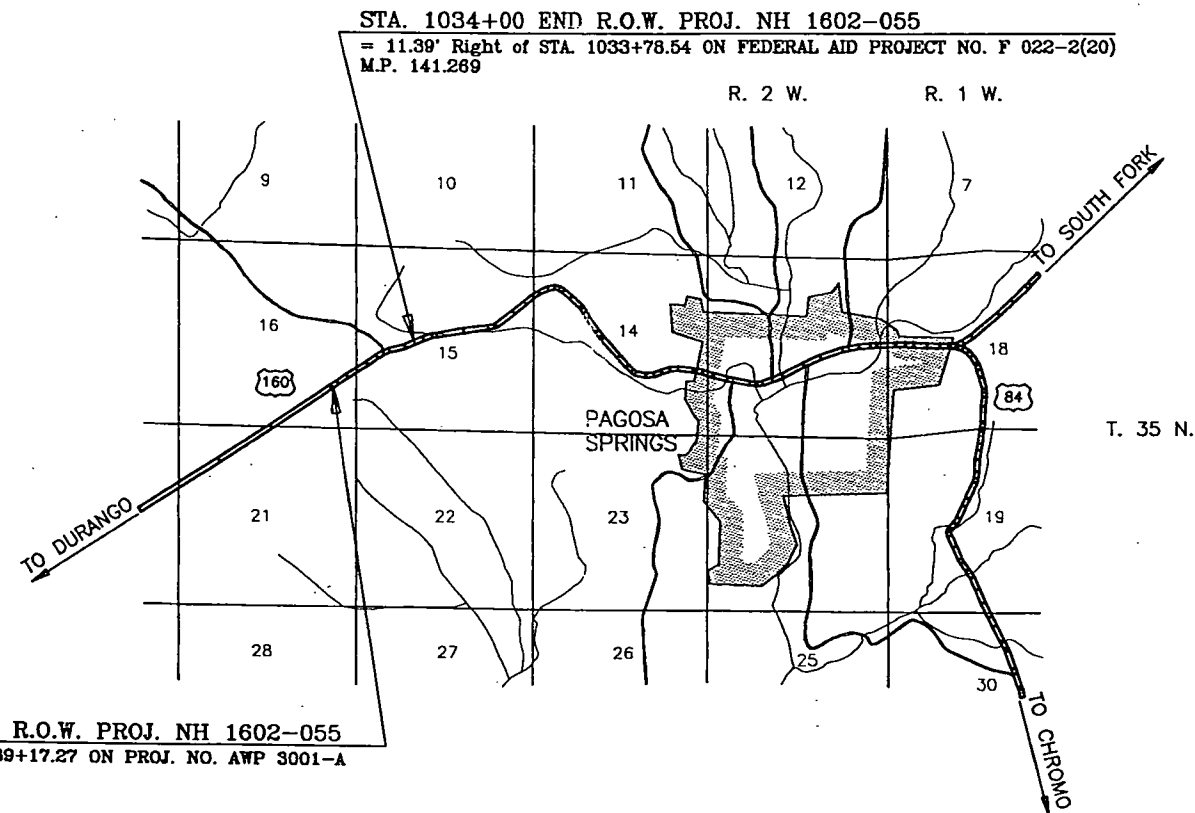 STA. 1034+00 END R.O.W. PROJ. NH 1602-055
= 11.39' Right of STA. 1033+78.54 ON FEDERAL AID PROJECT NO. F 022-2(20)
M.P. 141.269
R. 2 W.
R. 1 W.
9
10
11
12
7
TO SOUTH FORK
16
15
14
18
160
84
PAGOSA
SPRINGS
T. 35 N.
TO DURANGO
21
22
23
19
28
27
26
25
30
R.O.W. PROJ. NH 1602-055
39+17.27 ON PROJ. NO. AWP 3001-A
TO CHROMO